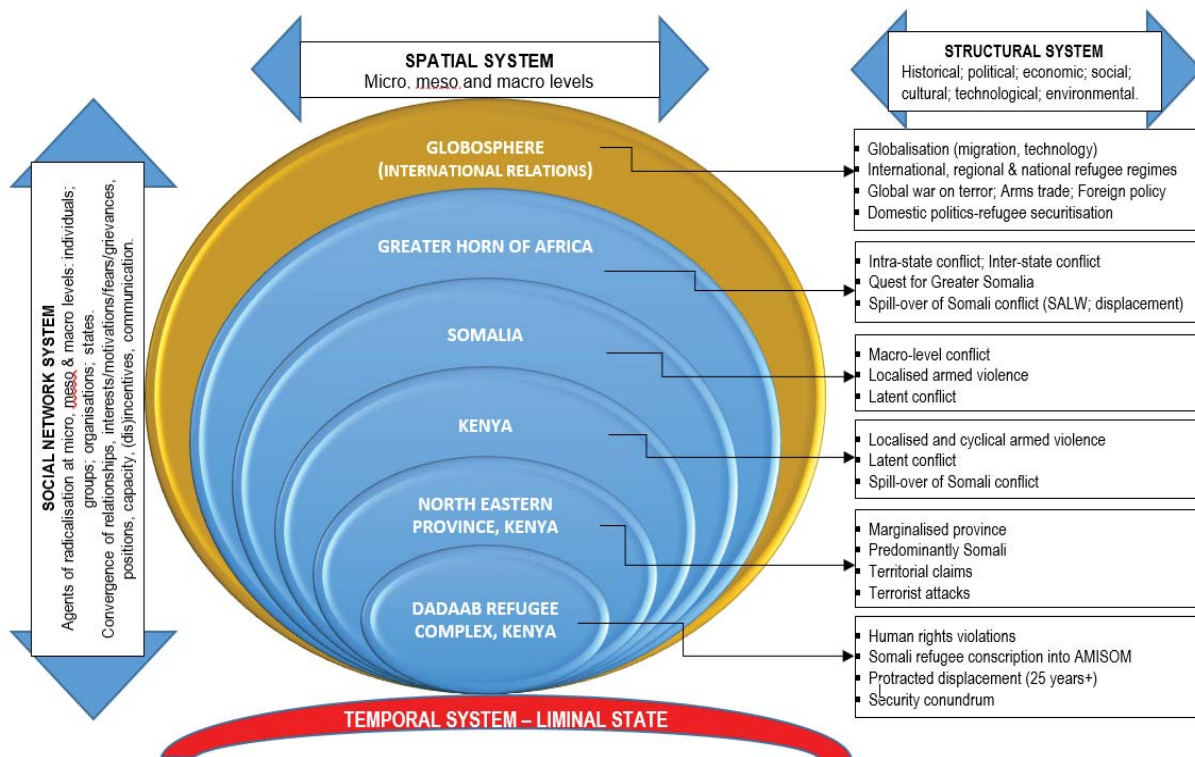 SPATIAL SYSTEM
Micro, meso and macro levels
STRUCTURAL SYSTEM
Historical; political; economic; social;
cultural; technological; environmental.
SOCIAL NETWORK SYSTEM
Agents of radicalisation at micro, meso & macro levels: individuals;
groups; organisations; states.
Convergence of relationships, interests/motivations/fears/grievances,
positions, capacity, (dis)incentives, communication.
GLOBOSPHERE
(INTERNATIONAL RELATIONS)
▪ Globalisation (migration, technology)
▪ International, regional & national refugee regimes
▪ Global war on terror; Arms trade; Foreign policy
▪ Domestic politics-refugee securitisation
GREATER HORN OF AFRICA
▪ Intra-state conflict; Inter-state conflict
▪ Quest for Greater Somalia
▪ Spill-over of Somali conflict (SALW; displacement)
SOMALIA
▪ Macro-level conflict
▪ Localised armed violence
▪ Latent conflict
KENYA
▪ Localised and cyclical armed violence
▪ Latent conflict
▪ Spill-over of Somali conflict
NORTH EASTERN
PROVINCE, KENYA
▪ Marginalised province
▪ Predominantly Somali
▪ Territorial claims
▪ Terrorist attacks
DADAAB REFUGEE
COMPLEX, KENYA
▪ Human rights violations
▪ Somali refugee conscription into AMISOM
▪ Protracted displacement (25 years+)
▪ Security conundrum
TEMPORAL SYSTEM – LIMINAL STATE